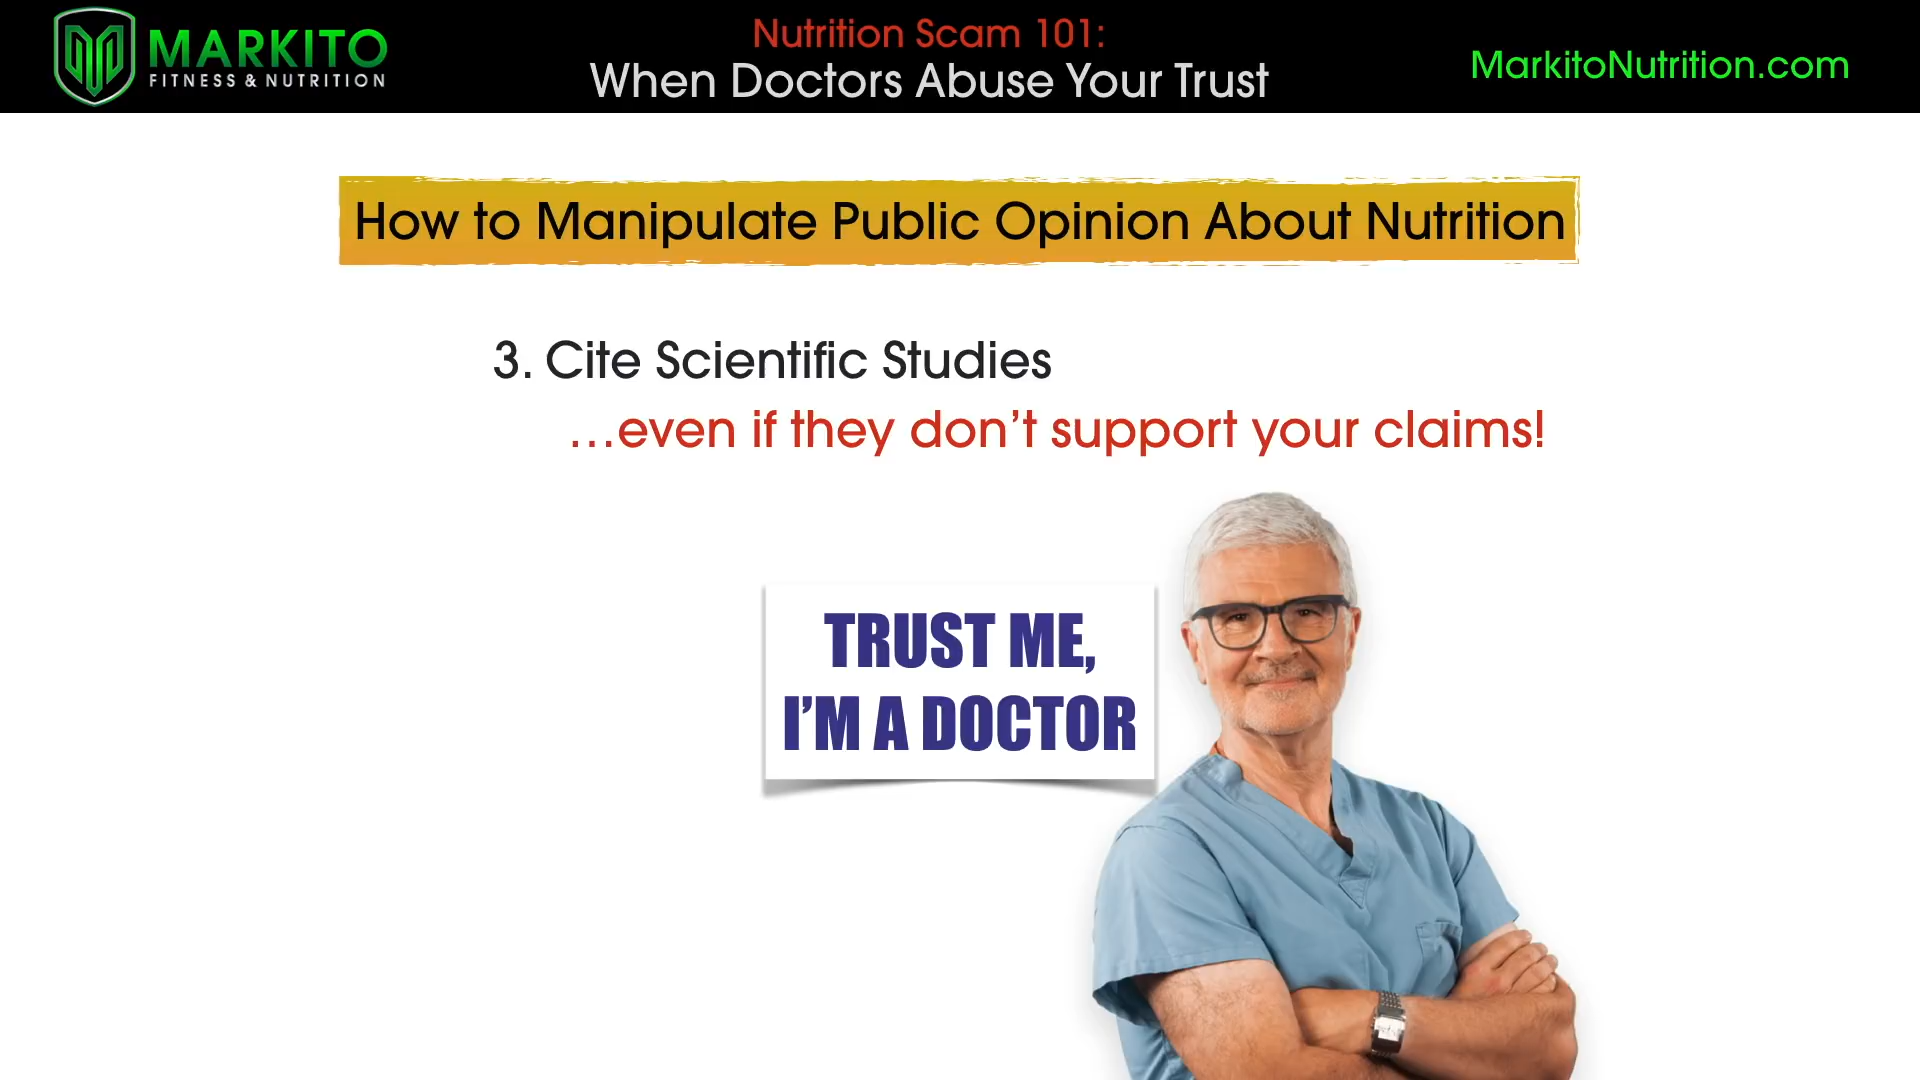 MARKITO
FITNESS & NUTRITION
Nutrition Scam 101:
When Doctors Abuse Your Trust
MarkitoNutrition.com
How to Manipulate Public Opinion About Nutrition
3. Cite Scientific Studies
...even if they don't support your claims!
TRUST ME,
I'M A DOCTOR